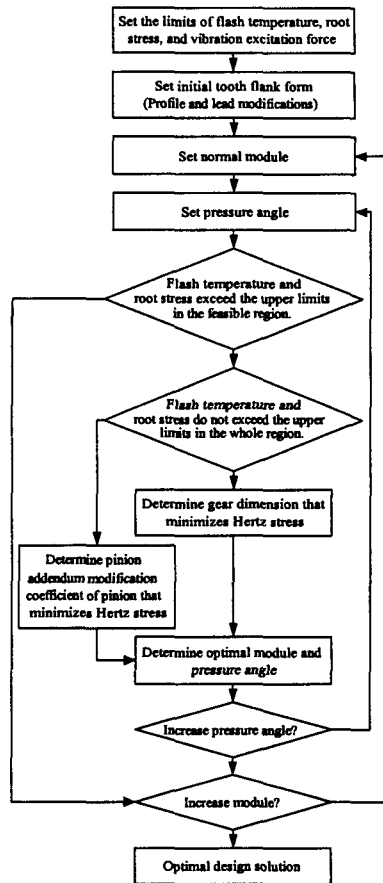 Set the limits of flash temperature, root
stress, and vibration excitation force
Set initial tooth flank form
(Profile and lead modifications)
Set normal module
Set pressure angle
Flash temperature and
root stress exceed the upper limits
in the feasible region.
Flash temperature and
root stress do not exceed the upper
limits in the whole region.
Determine gear dimension that
minimizes Hertz stress
Determine pinion
addendum modification
coefficient of pinion that
minimizes Hertz stress
Determine optimal module and
pressure angle
Increase pressure angle?
Increase module?
Optimal design solution